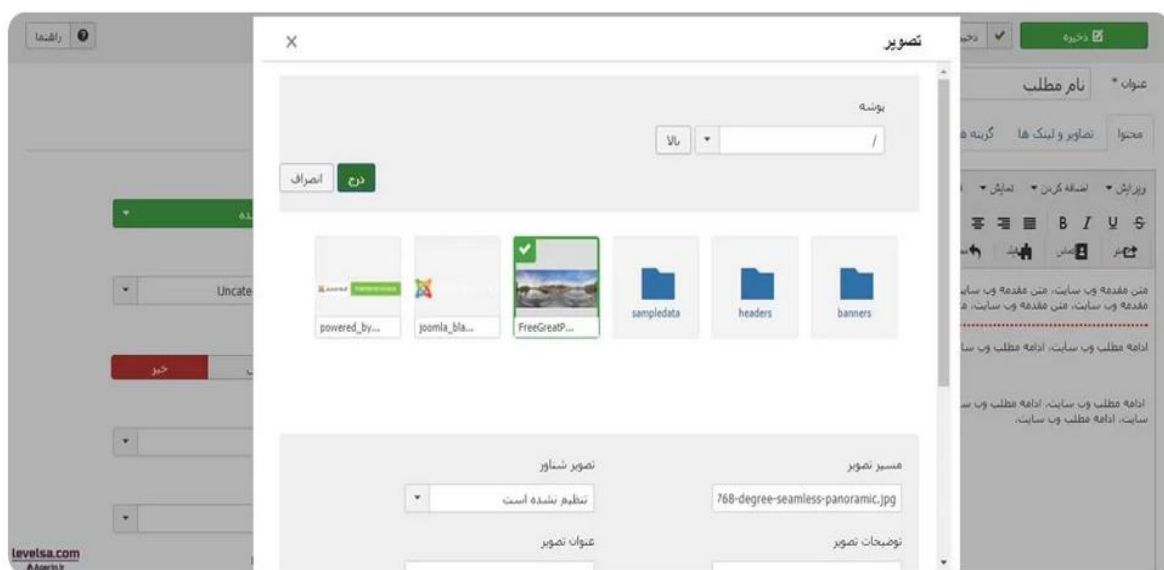 راهنما
ذخیره
تصویر
×
عنوان *
نام مطلب
پوشه
/
بالا
درج
انصراف
محتوا
تصاویر و لینک ها
ویرایش
اضافه کردن
نمایش
B I U S
متن مقدمه وب سایت، متن مقدمه وب
مقدمه وب سایت، متن مقدمه وب سایت،
ادامه مطلب وب سایت، ادامه مطلب وب
ادامه مطلب وب سایت، ادامه مطلب وب
سایت، ادامه مطلب وب سایت،
Uncate
خیر
banners
headers
sampledata
FreeGreatP...
joomla_bla...
powered_by...
مسیر تصویر
768-degree-seamless-panoramic.jpg
تصویر شناور
تنظیم نشده است
توضیحات تصویر
عنوان تصویر
levelsa.com
Aparin.ir